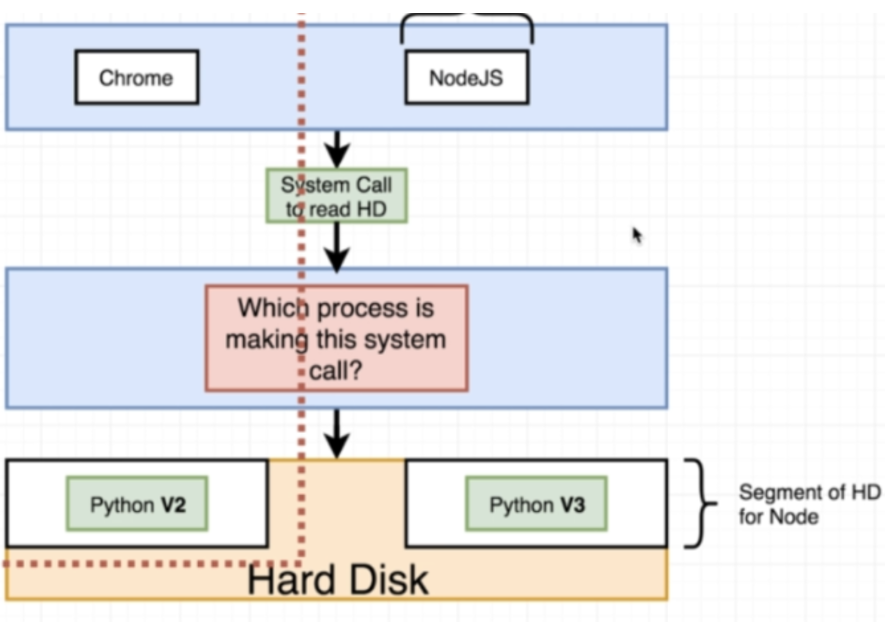 Chrome
NodeJS
System Call
to read HD
Which process is
making this system
call?
Python V2
Python V3
Segment of HD
for Node
Hard Disk